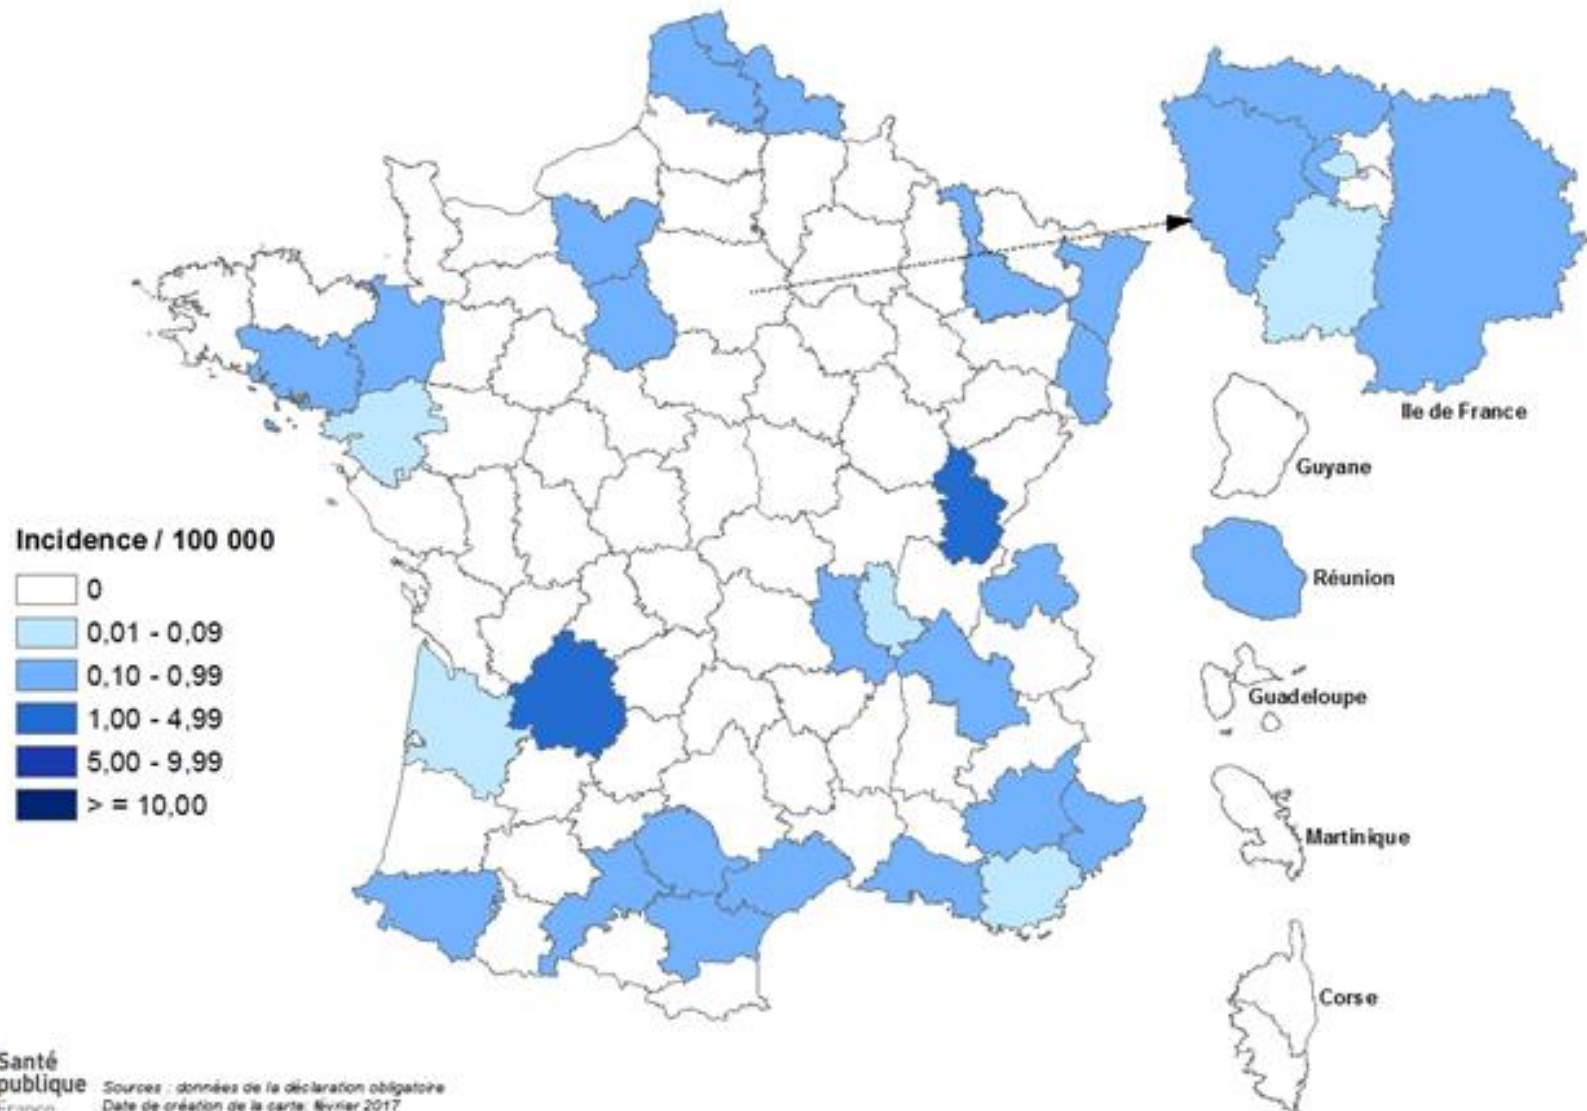 Ile de France
Guyane
Incidence / 100 000
0
0,01 - 0,09
0,10 - 0,99
1,00 - 4,99
5,00 - 9,99
> = 10,00
Réunion
Guadeloupe
Martinique
Corse
Santé
publique
France
Sources : données de la déclaration obligatoire
Date de création de la carte: février 2017